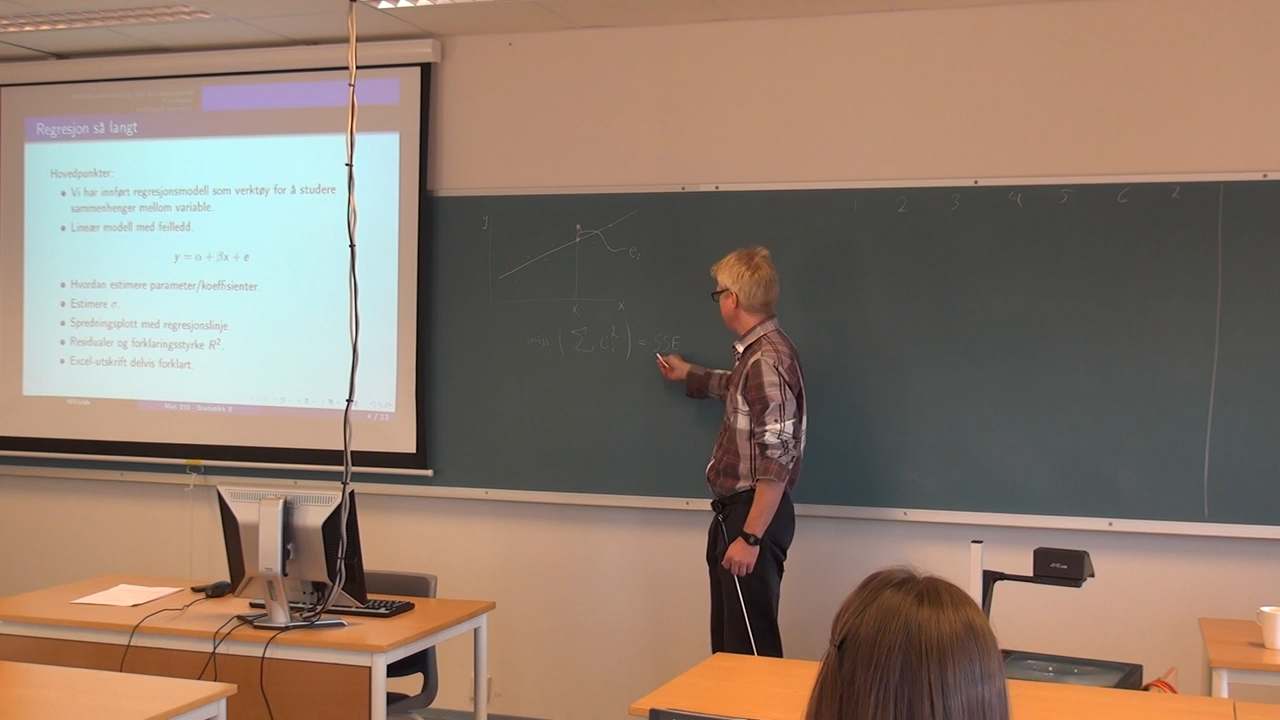 Regresjon så langt
Hovedpunkter:
Vi har innført regresjonsmodell som verktøy for å studere
sammenhenger mellom variable.
Lineær modell med feilledd.
y = α + βx + e
Hvordan estimere parameter/koeffisienter.
Estimere σ.
Spredningsplott med regresjonslinje.
Residualer og forklaringsstyrke R².
Excel-utskrift delvis forklart.
Mat 210 - Statistikk II
4 / 23
y
eᵢ
xᵢ
x
min ( ∑ eᵢ² ) = SSE
2 3 4 5 6 7